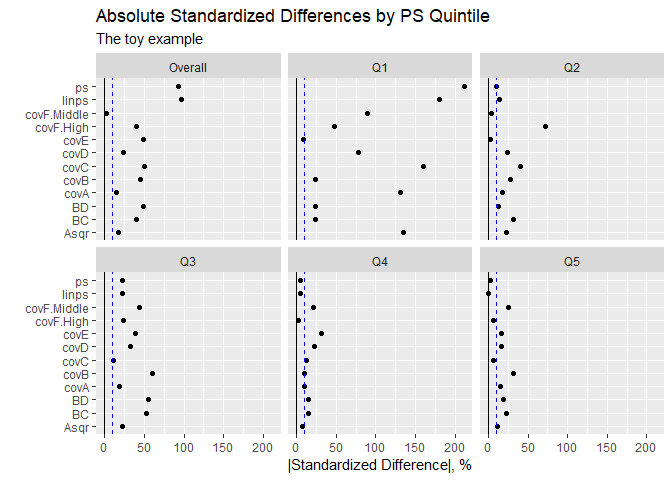 Absolute Standardized Differences by PS Quintile
The toy example
Overall Q1 Q2
ps
linps
covF.Middle
covF.High
covE
covD
covC
covB
covA
BD
BC
Asqr
Q3 Q4 Q5
ps
linps
covF.Middle
covF.High
covE
covD
covC
covB
covA
BD
BC
Asqr
0 50 100 150 200 0 50 100 150 200 0 50 100 150 200
|Standardized Difference|, %